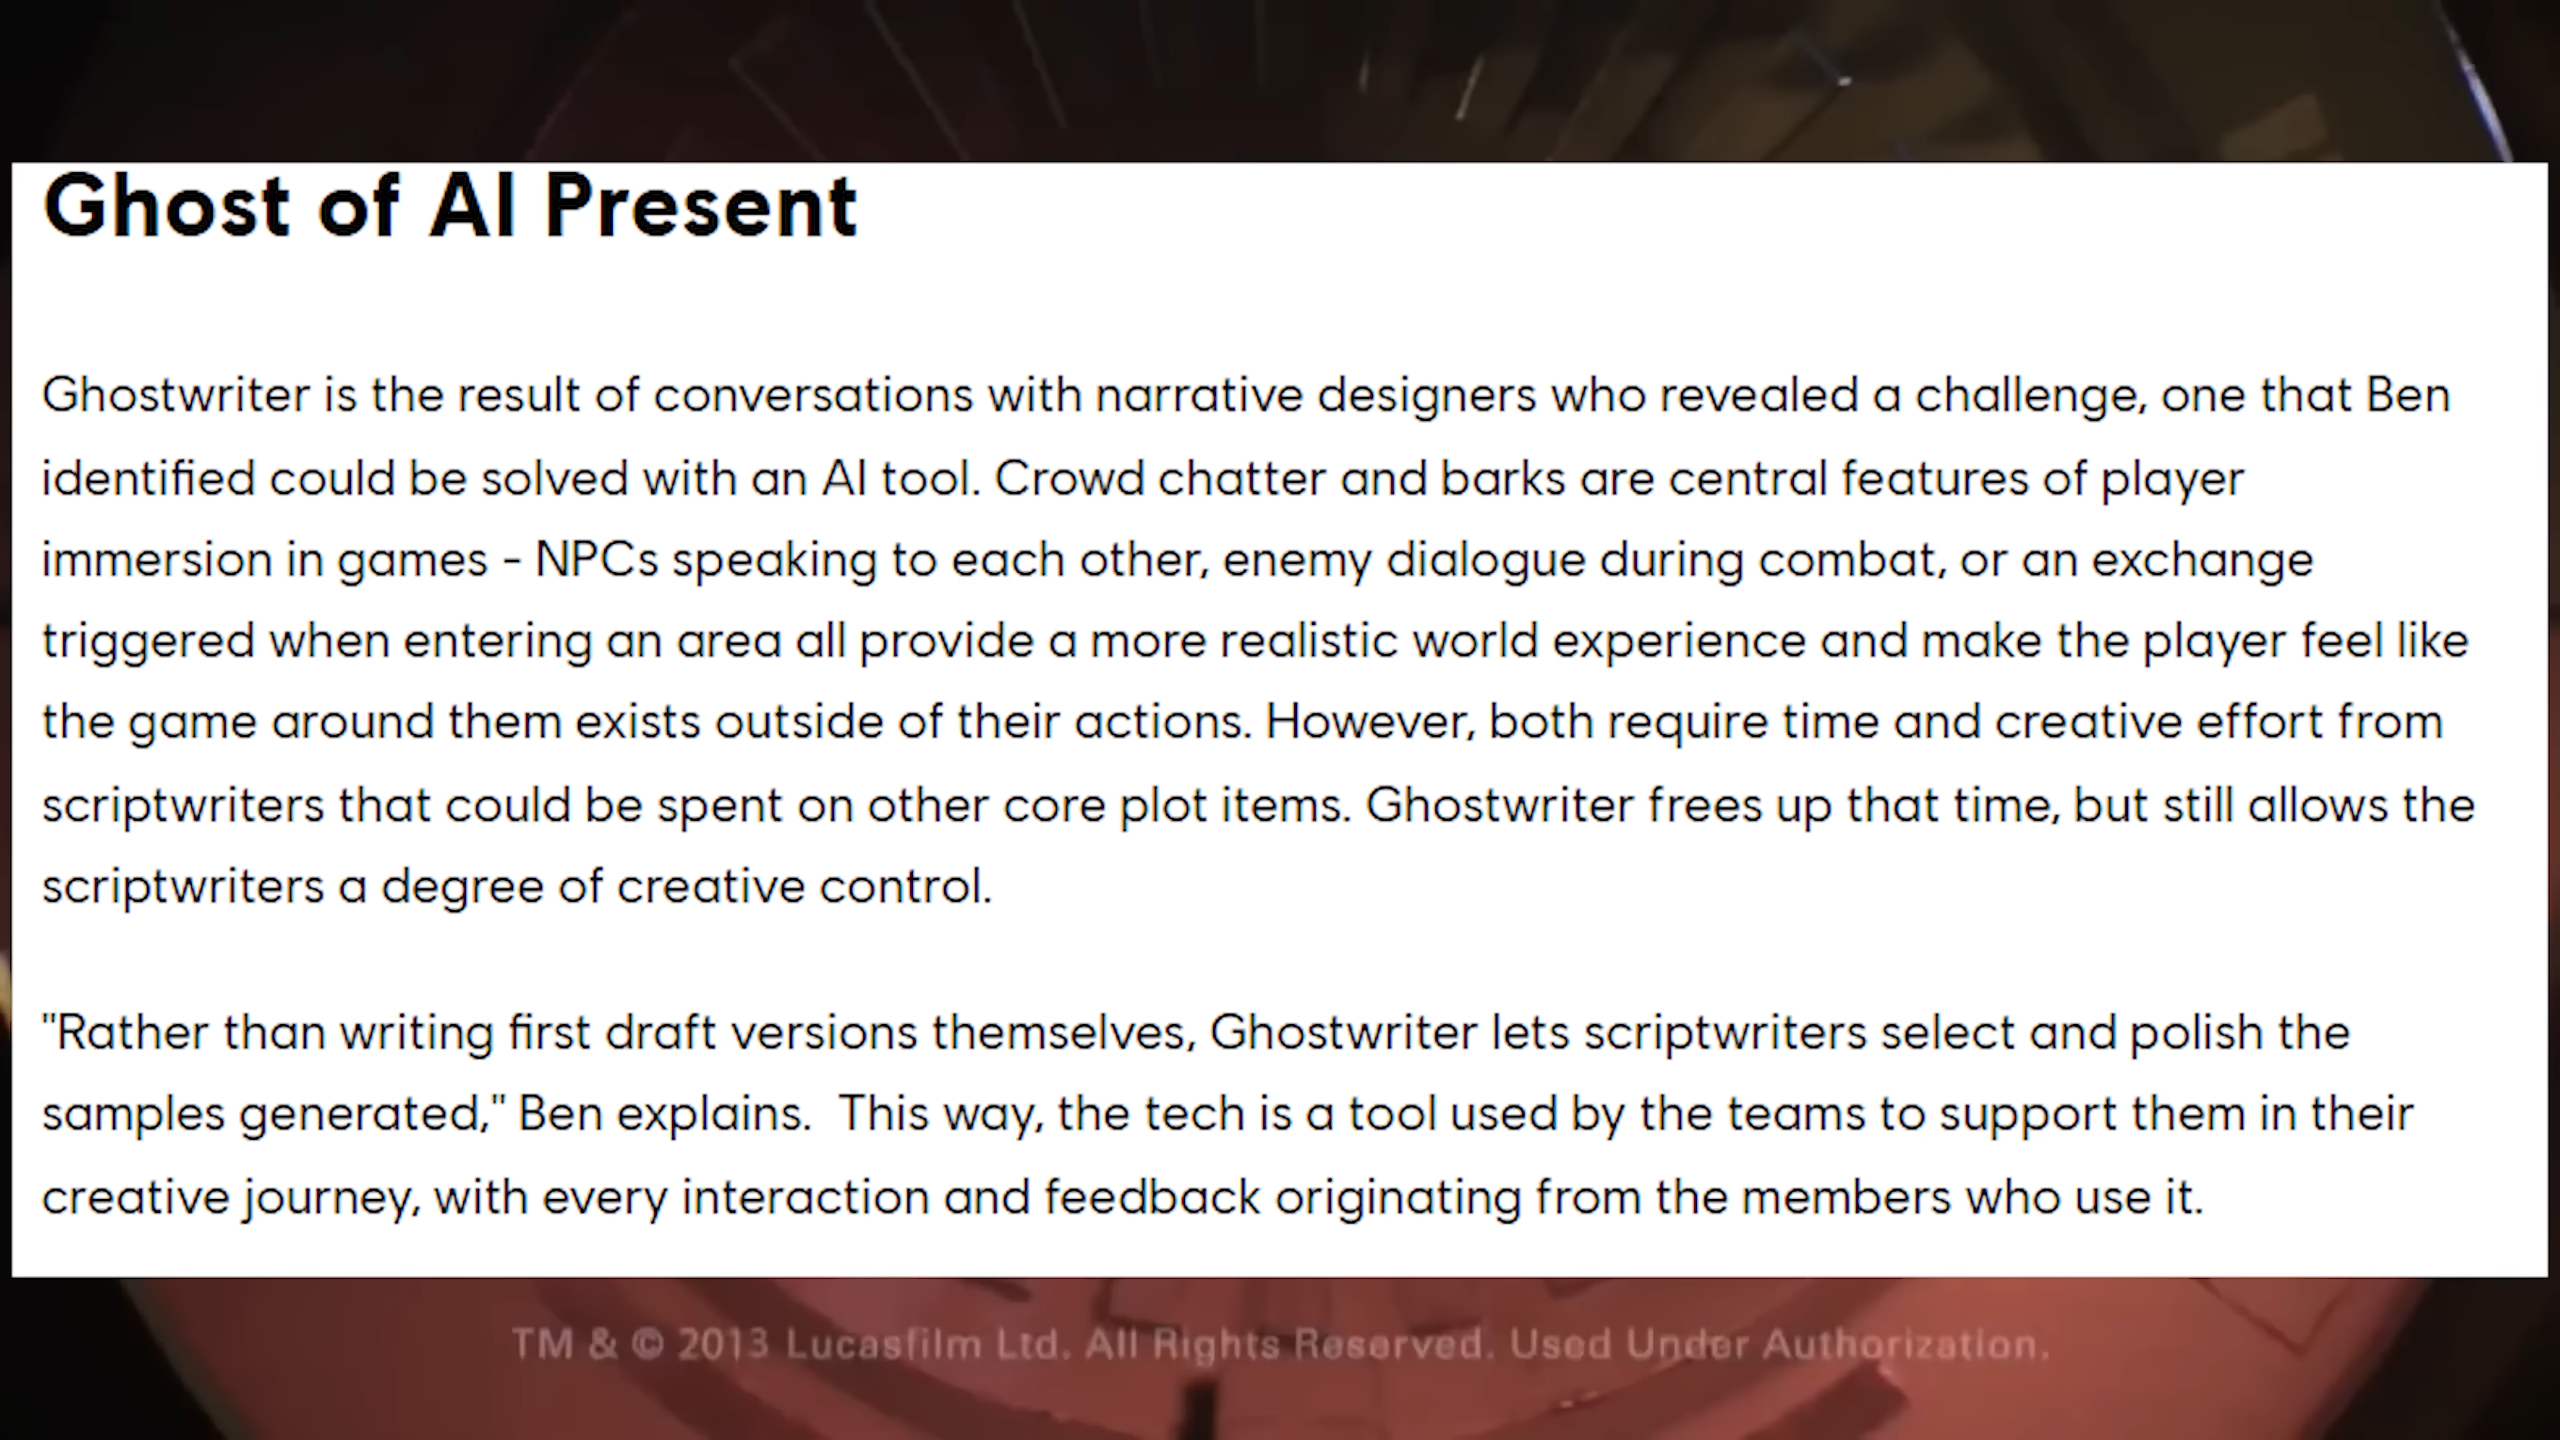 Ghost of AI Present
Ghostwriter is the result of conversations with narrative designers who revealed a challenge, one that Ben
identified could be solved with an AI tool. Crowd chatter and barks are central features of player
immersion in games - NPCs speaking to each other, enemy dialogue during combat, or an exchange
triggered when entering an area all provide a more realistic world experience and make the player feel like
the game around them exists outside of their actions. However, both require time and creative effort from
scriptwriters that could be spent on other core plot items. Ghostwriter frees up that time, but still allows the
scriptwriters a degree of creative control.
"Rather than writing first draft versions themselves, Ghostwriter lets scriptwriters select and polish the
samples generated," Ben explains.  This way, the tech is a tool used by the teams to support them in their
creative journey, with every interaction and feedback originating from the members who use it.
TM & © 2013 Lucasfilm Ltd. All Rights Reserved. Used Under Authorization.